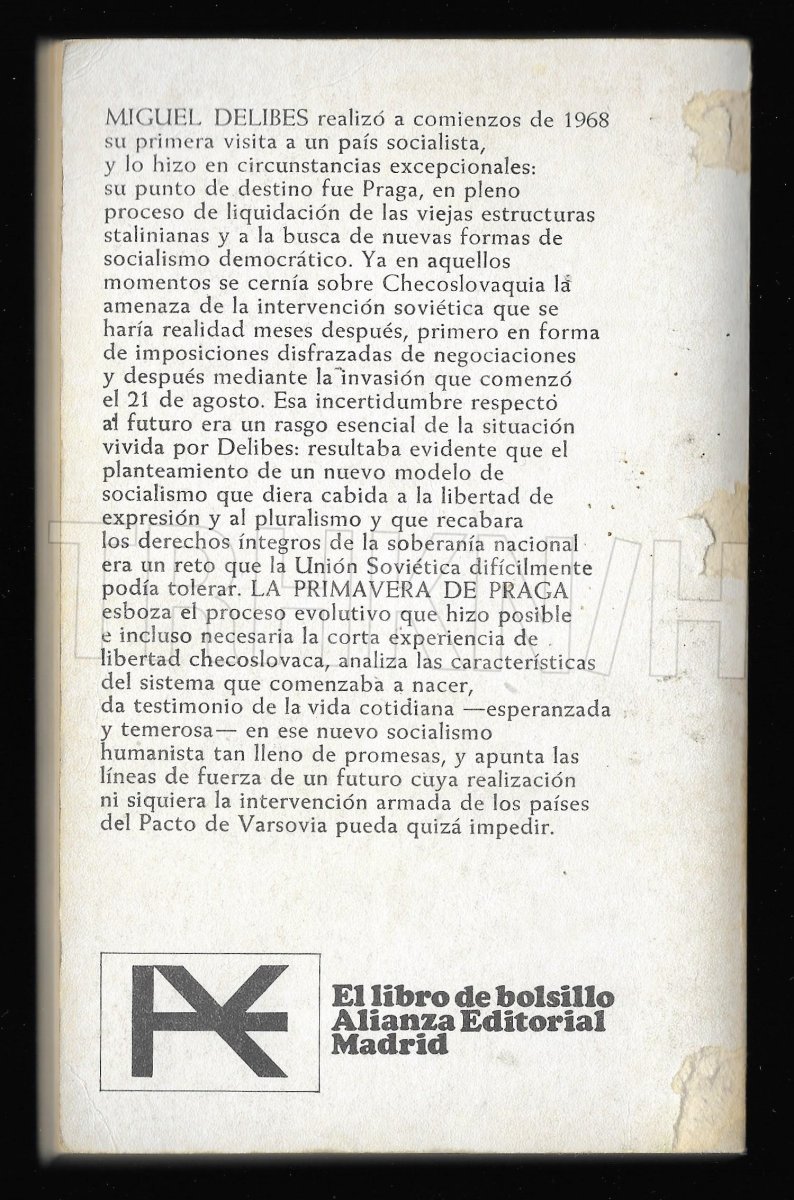 MIGUEL DELIBES realizó a comienzos de 1968
su primera visita a un país socialista,
y lo hizo en circunstancias excepcionales:
su punto de destino fue Praga, en pleno
proceso de liquidación de las viejas estructuras
stalinianas y a la busca de nuevas formas de
socialismo democrático. Ya en aquellos
momentos se cernía sobre Checoslovaquia la
amenaza de la intervención soviética que se
haría realidad meses después, primero en forma
de imposiciones disfrazadas de negociaciones
y después mediante la invasión que comenzó
el 21 de agosto. Esa incertidumbre respecto
al futuro era un rasgo esencial de la situación
vivida por Delibes: resultaba evidente que el
planteamiento de un nuevo modelo de
socialismo que diera cabida a la libertad de
expresión y al pluralismo y que recabara
los derechos íntegros de la soberanía nacional
era un reto que la Unión Soviética difícilmente
podía tolerar. LA PRIMAVERA DE PRAGA
esboza el proceso evolutivo que hizo posible
e incluso necesaria la corta experiencia de
libertad checoslovaca, analiza las características
del sistema que comenzaba a nacer,
da testimonio de la vida cotidiana —esperanzada
y temerosa— en ese nuevo socialismo
humanista tan lleno de promesas, y apunta las
líneas de fuerza de un futuro cuya realización
ni siquiera la intervención armada de los países
del Pacto de Varsovia pueda quizá impedir.
El libro de bolsillo
Alianza Editorial
Madrid